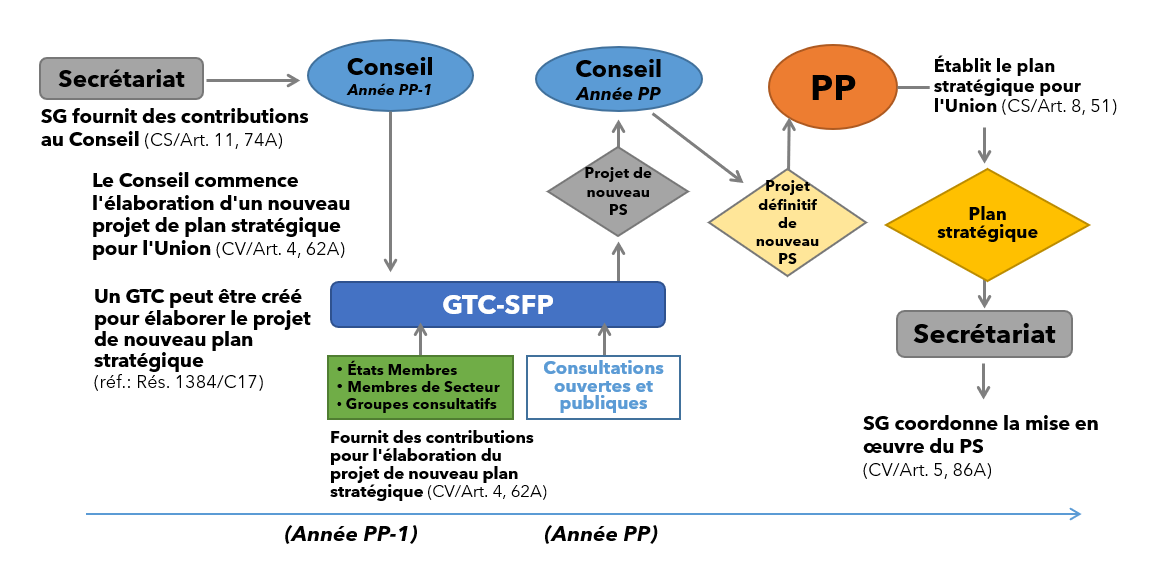 Secrétariat
SG fournit des contributions
au Conseil (CS/Art. 11, 74A)
Conseil
Année PP-1
Conseil
Année PP
PP
Établit le plan
stratégique pour
l'Union (CS/Art. 8, 51)
Le Conseil commence
l'élaboration d'un nouveau
projet de plan stratégique
pour l'Union (CV/Art. 4, 62A)
Projet de
nouveau
PS
Projet
définitif
de
nouveau
PS
Plan
stratégique
Un GTC peut être créé
pour élaborer le projet
de nouveau plan
stratégique
(réf.: Rés. 1384/C17)
GTC-SFP
• États Membres
• Membres de Secteur
• Groupes consultatifs
Consultations
ouvertes et
publiques
Fournit des contributions
pour l'élaboration du
projet de nouveau plan
stratégique (CV/Art. 4, 62A)
Secrétariat
SG coordonne la mise en
œuvre du PS
(CV/Art. 5, 86A)
(Année PP-1)
(Année PP)